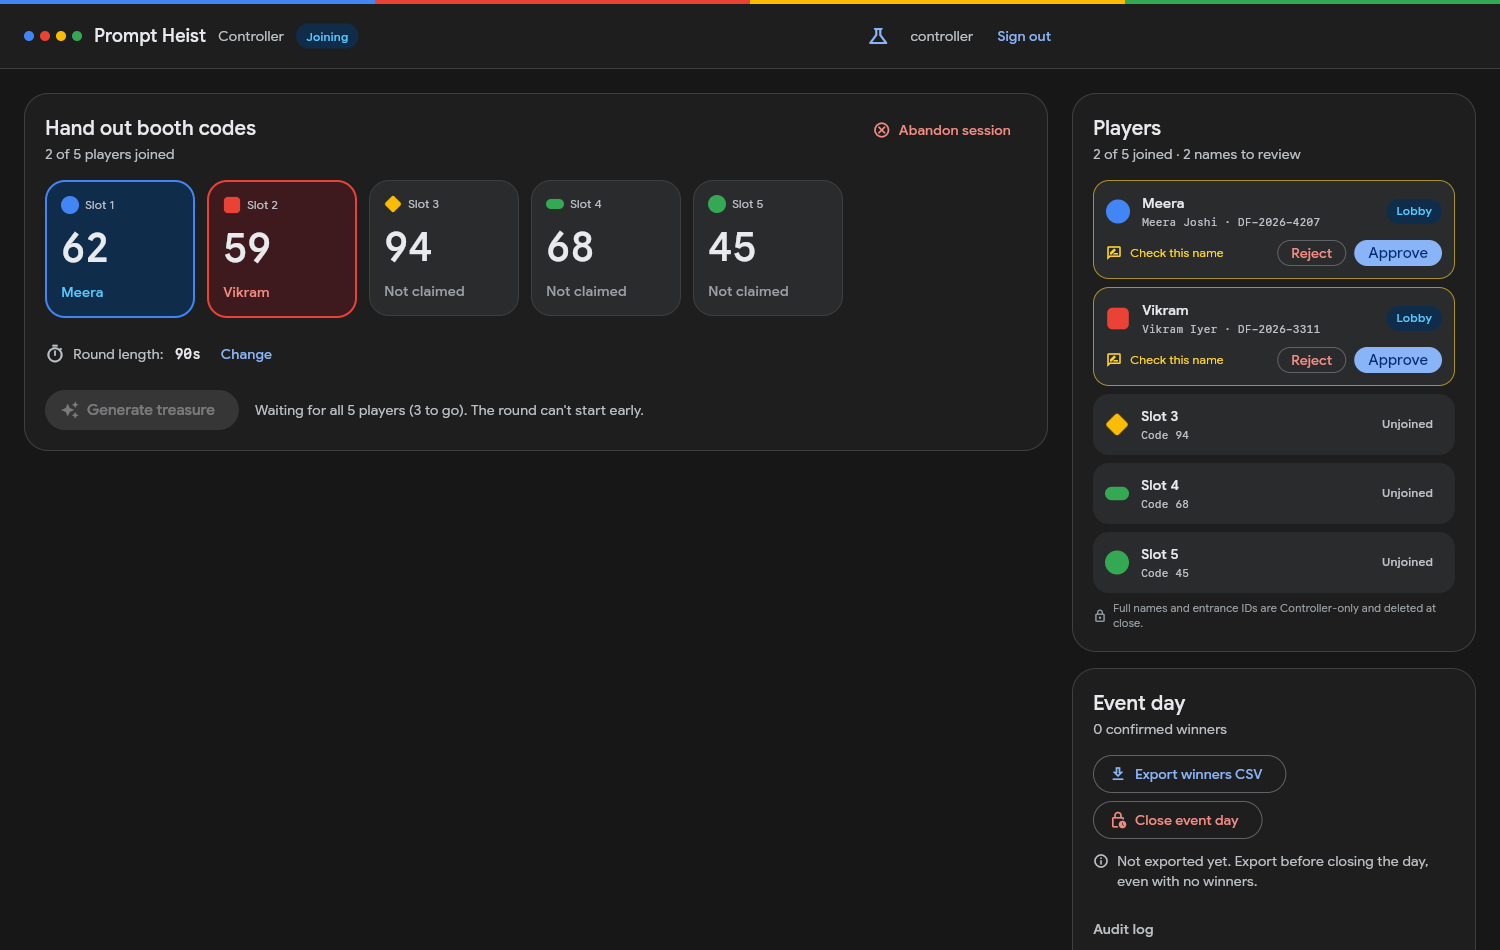 Prompt Heist Controller Joining
controller Sign out
Hand out booth codes
2 of 5 players joined
Abandon session
Slot 1
62
Meera
Slot 2
59
Vikram
Slot 3
94
Not claimed
Slot 4
68
Not claimed
Slot 5
45
Not claimed
Round length: 90s Change
Generate treasure
Waiting for all 5 players (3 to go). The round can't start early.
Players
2 of 5 joined · 2 names to review
Meera
Meera Joshi · DF-2026-4207
Lobby
Check this name
Reject
Approve
Vikram
Vikram Iyer · DF-2026-3311
Lobby
Check this name
Reject
Approve
Slot 3
Code 94
Unjoined
Slot 4
Code 68
Unjoined
Slot 5
Code 45
Unjoined
Full names and entrance IDs are Controller-only and deleted at
close.
Event day
0 confirmed winners
Export winners CSV
Close event day
Not exported yet. Export before closing the day,
even with no winners.
Audit log